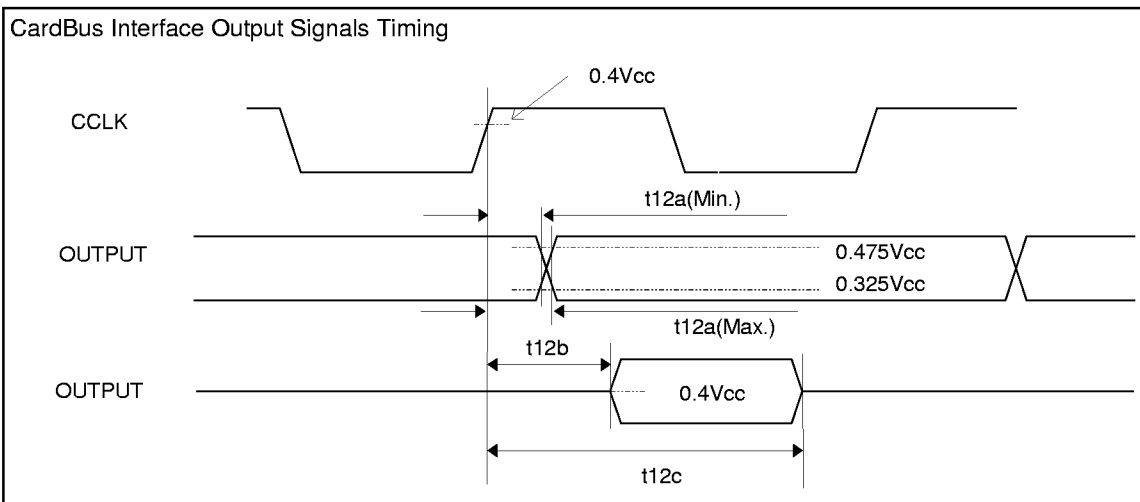 CardBus Interface Output Signals Timing
0.4Vcc
CCLK
t12a(Min.)
OUTPUT
0.475Vcc
0.325Vcc
t12a(Max.)
t12b
OUTPUT
0.4Vcc
t12c